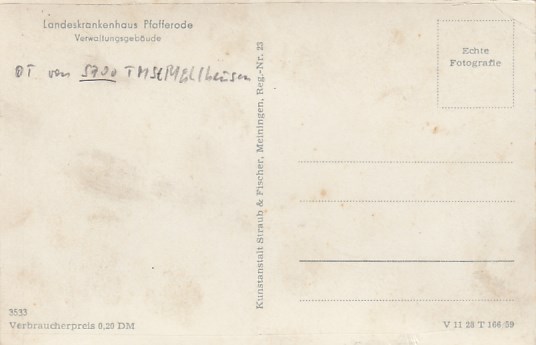 Landeskrankenhaus Pfafferode
Verwaltungsgebäude
OT von 5700
Echte
Fotografie
Kunstanstalt Straub & Fischer, Meiningen, Reg.-Nr. 23
3533
Verbraucherpreis 0,20 DM
V 11 28 T 166 59